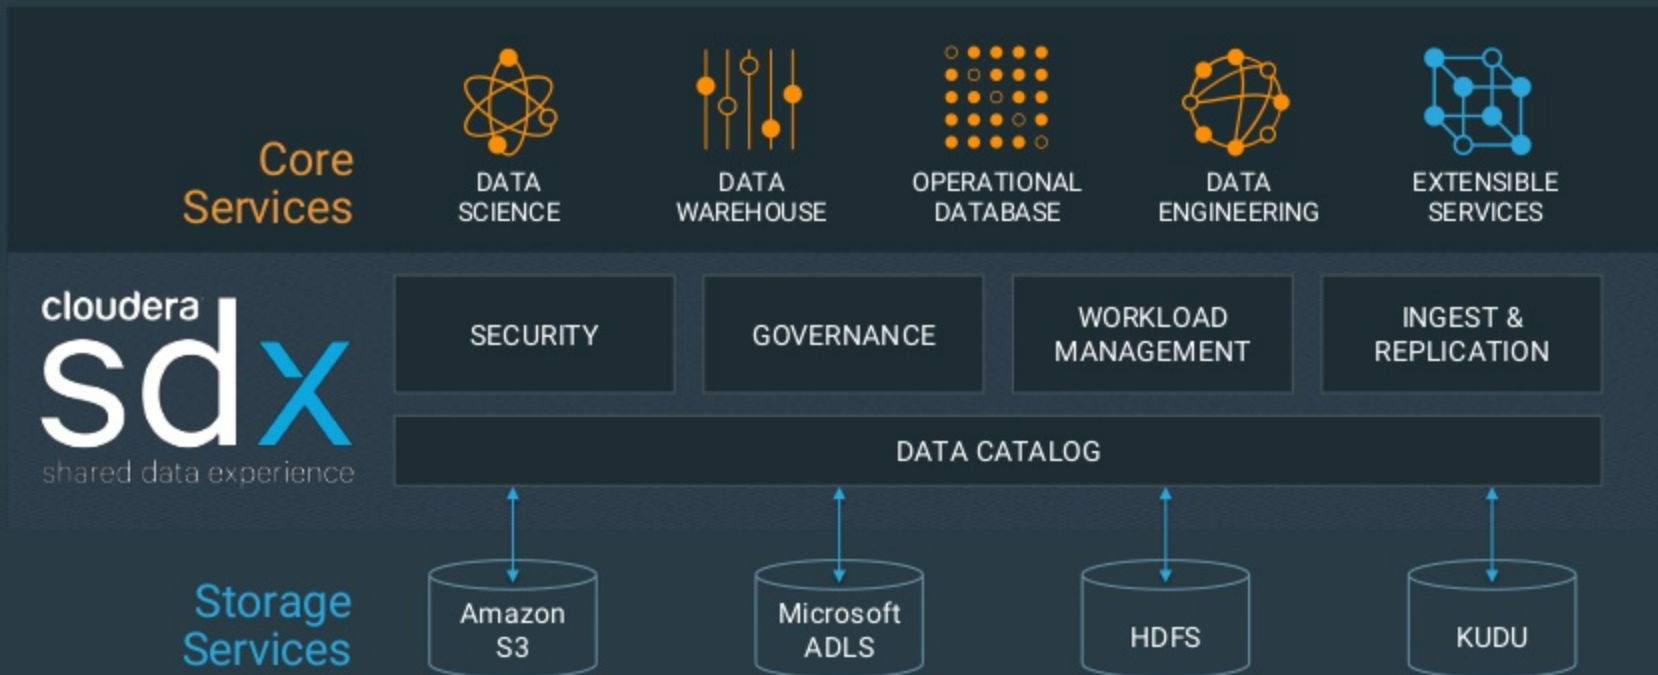 Core
Services
DATA
SCIENCE
DATA
WAREHOUSE
OPERATIONAL
DATABASE
DATA
ENGINEERING
EXTENSIBLE
SERVICES
cloudera
sdx
shared data experience
SECURITY
GOVERNANCE
WORKLOAD
MANAGEMENT
INGEST &
REPLICATION
DATA CATALOG
Storage
Services
Amazon
S3
Microsoft
ADLS
HDFS
KUDU